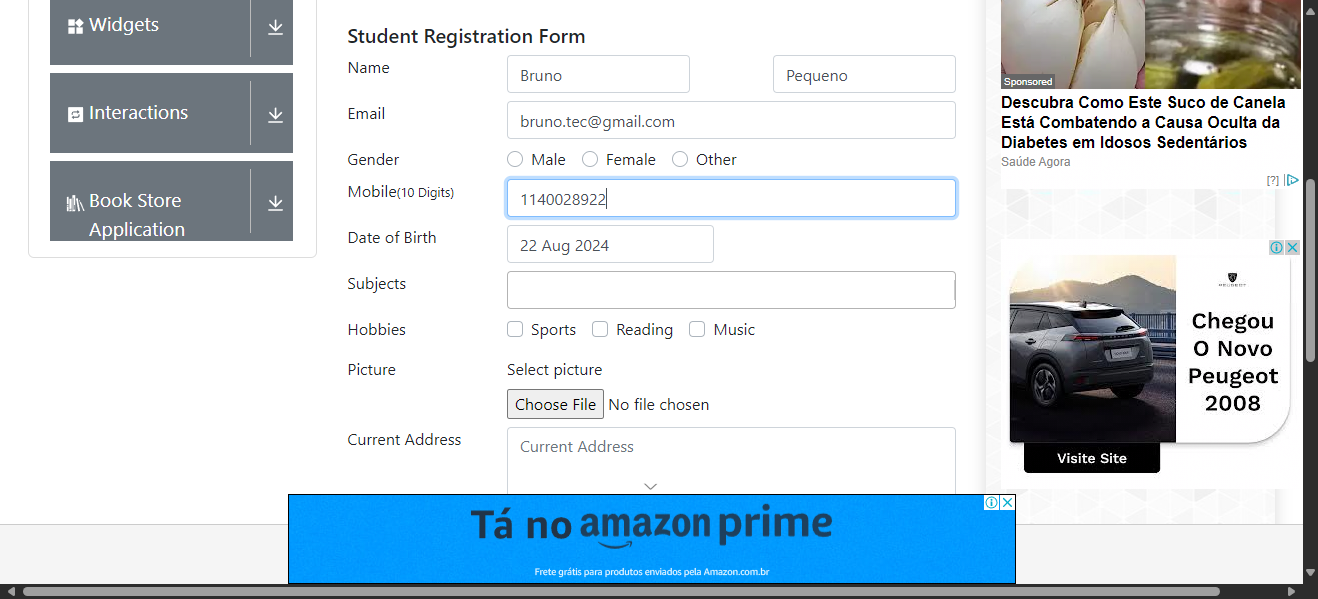 Widgets
Interactions
Book Store
Application
Student Registration Form
Name
Bruno
Pequeno
Email
bruno.tec@gmail.com
Gender
Male
Female
Other
Mobile(10 Digits)
1140028922
Date of Birth
22 Aug 2024
Subjects
Hobbies
Sports
Reading
Music
Picture
Select picture
Choose File No file chosen
Current Address
Current Address
Sponsored
Descubra Como Este Suco de Canela
Está Combatendo a Causa Oculta da
Diabetes em Idosos Sedentários
Saúde Agora
[?]
PEUGEOT
Chegou
O Novo
Peugeot
2008
Visite Site
Tá no amazon prime
Frete grátis para produtos enviados pela Amazon.com.br